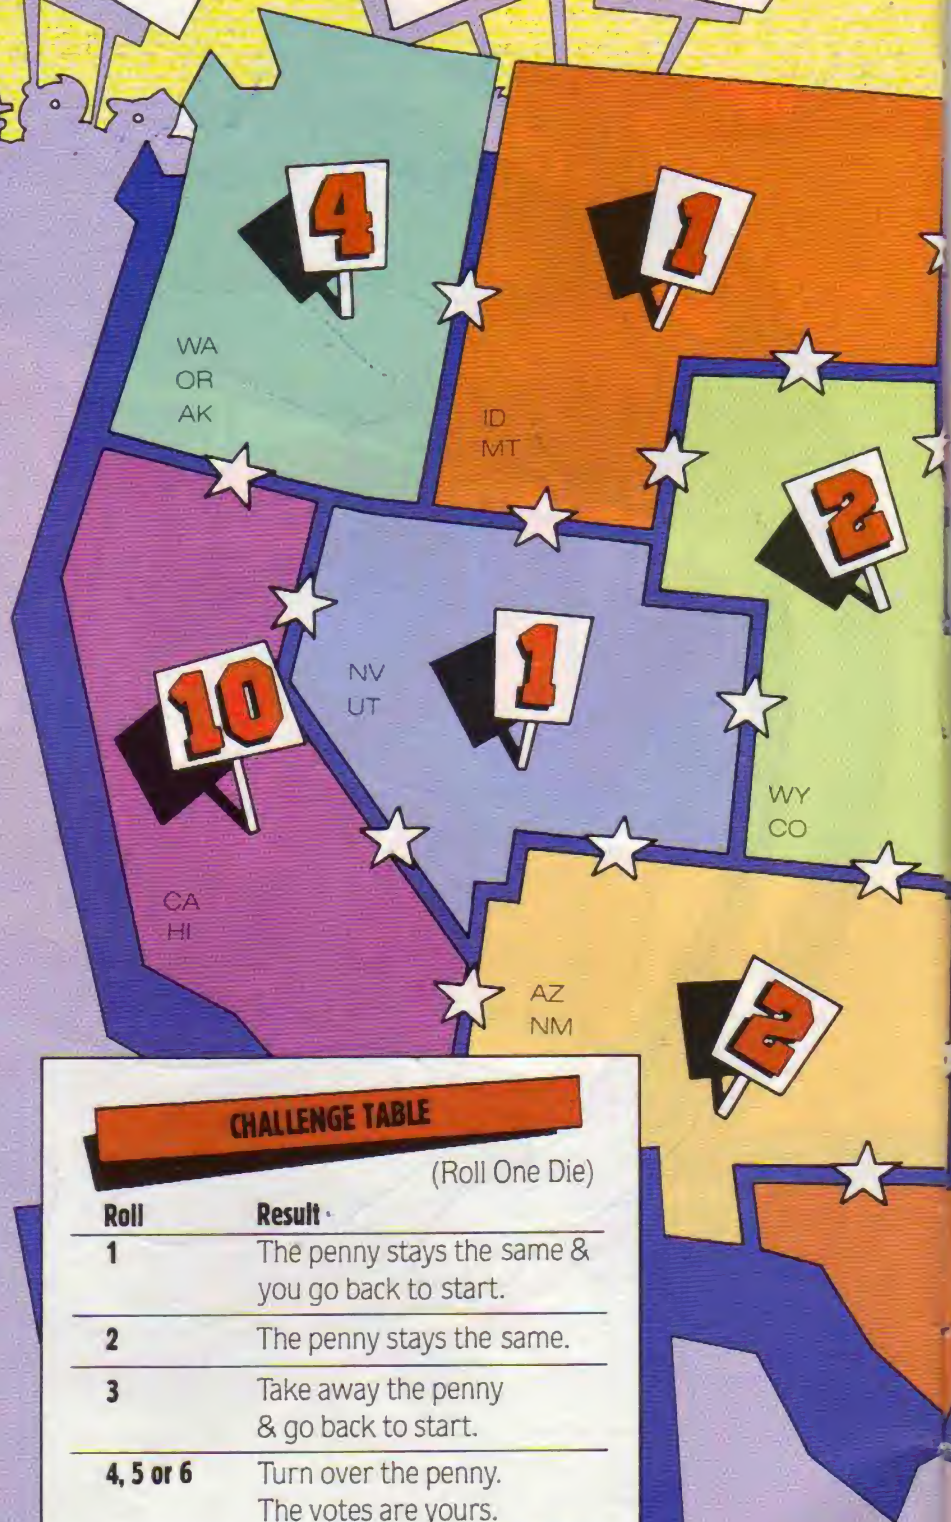 4
1
WA
OR
AK
ID
MT
2
10
NV
UT
1
WY
CO
CA
HI
AZ
NM
2
CHALLENGE TABLE
(Roll One Die)
Roll Result
1 The penny stays the same &
you go back to start.
2 The penny stays the same.
3 Take away the penny
& go back to start.
4, 5 or 6 Turn over the penny.
The votes are yours.